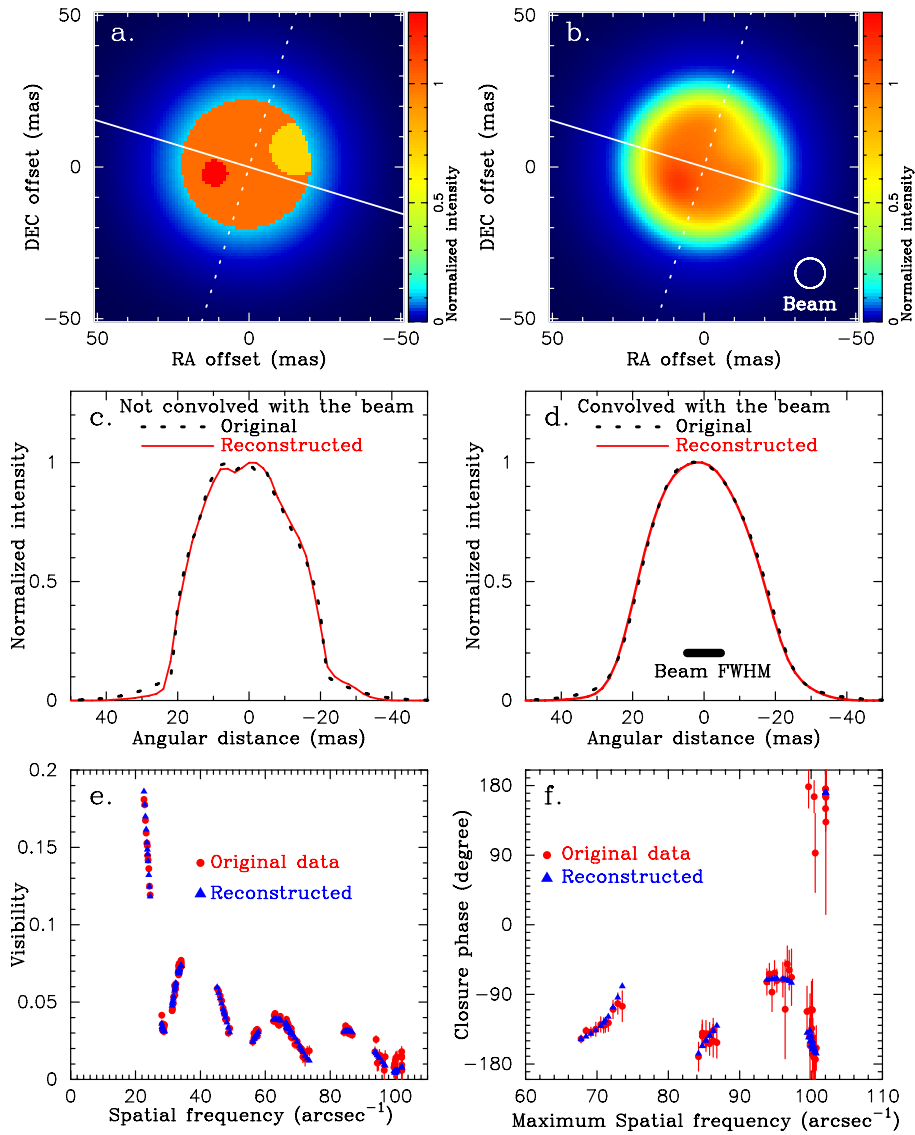 a.
50
0
−50
DEC offset (mas)
50
0
−50
RA offset (mas)
1
0.5
0
Normalized intensity
b.
50
0
−50
DEC offset (mas)
50
0
−50
RA offset (mas)
Beam
1
0.5
0
Normalized intensity
c.
Not convolved with the beam
Original
Reconstructed
1
0.5
0
Normalized intensity
40
20
0
−20
−40
Angular distance (mas)
d.
Convolved with the beam
Original
Reconstructed
Beam FWHM
1
0.5
0
Normalized intensity
40
20
0
−20
−40
Angular distance (mas)
e.
Original data
Reconstructed
0.2
0.15
0.1
0.05
0
Visibility
0
20
40
60
80
100
Spatial frequency (arcsec⁻¹)
f.
Original data
Reconstructed
180
90
0
−90
−180
Closure phase (degree)
60
70
80
90
100
110
Maximum Spatial frequency (arcsec⁻¹)